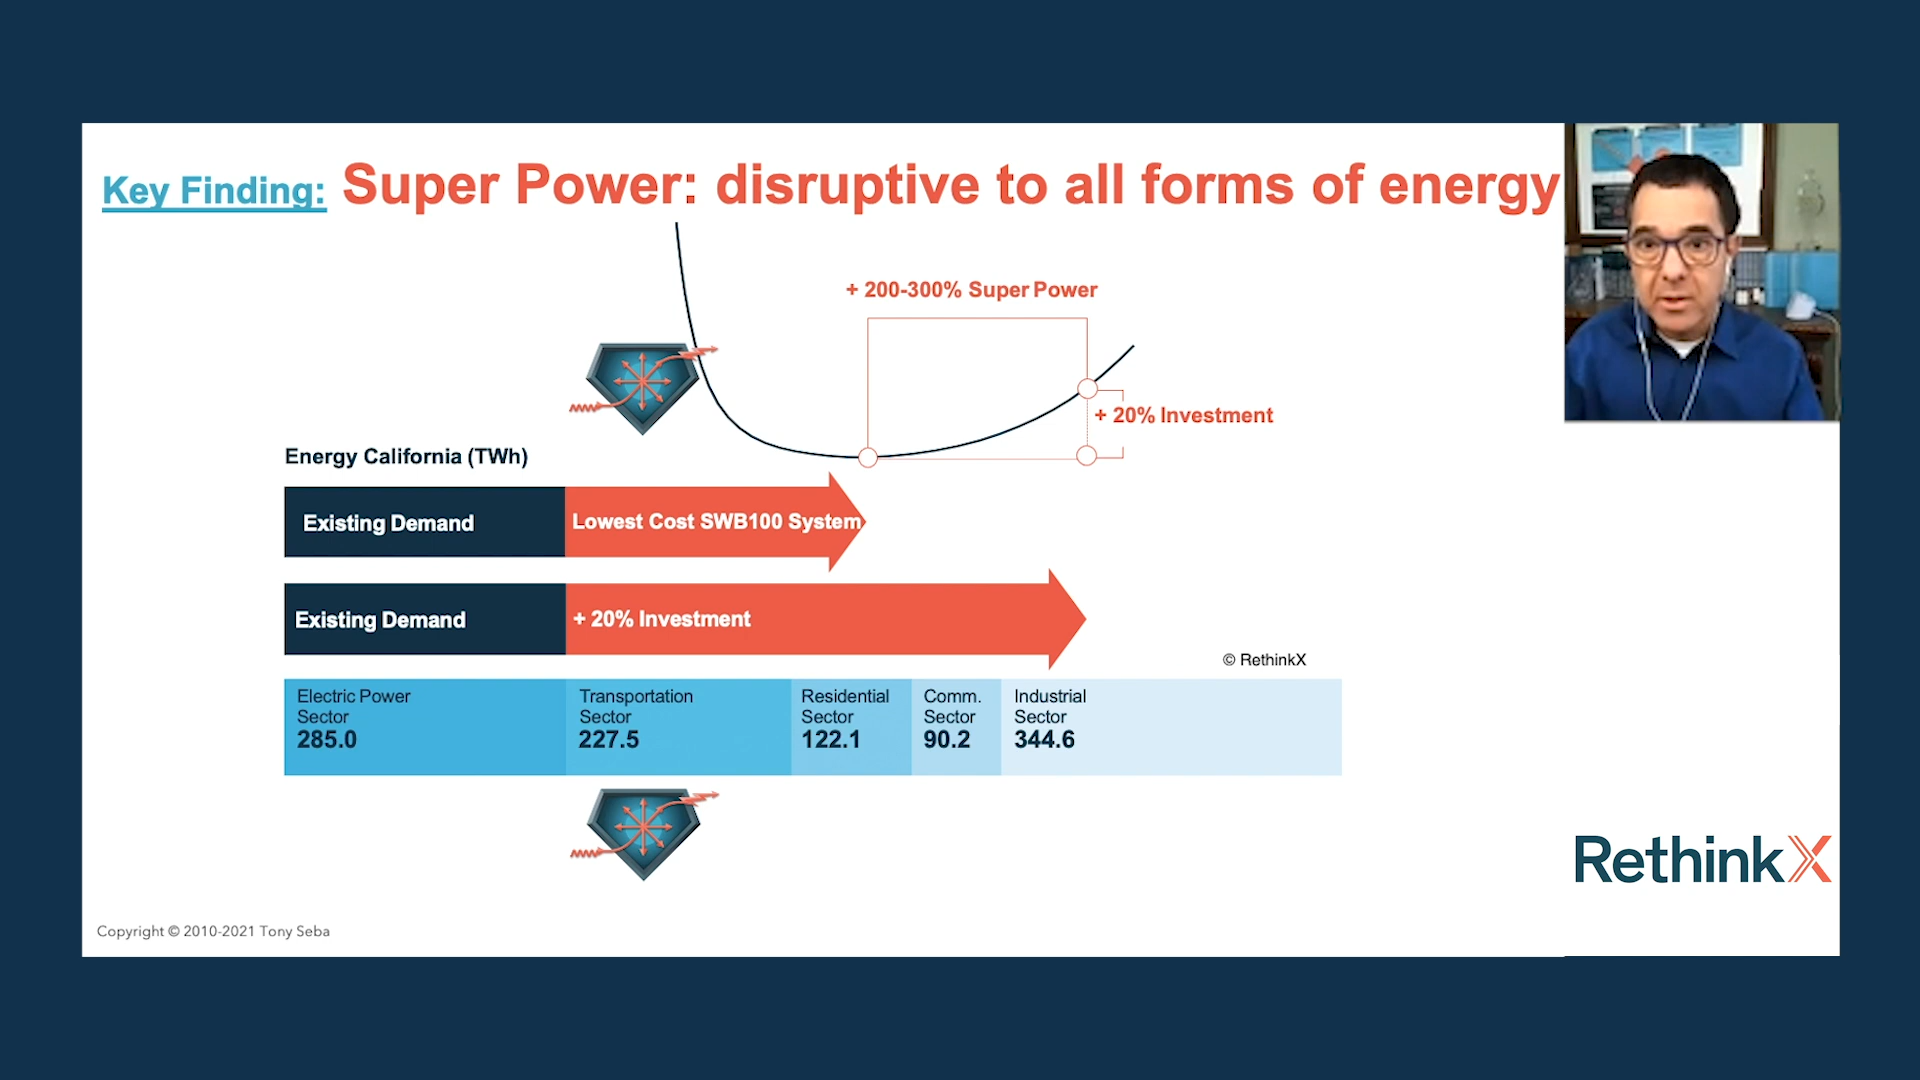 Key Finding: Super Power: disruptive to all forms of energy
+ 200-300% Super Power
+ 20% Investment
Energy California (TWh)
Existing Demand
Lowest Cost SWB100 System
Existing Demand
+ 20% Investment
© RethinkX
Electric Power
Sector
285.0
Transportation
Sector
227.5
Residential
Sector
122.1
Comm.
Sector
90.2
Industrial
Sector
344.6
RethinkX
Copyright © 2010-2021 Tony Seba